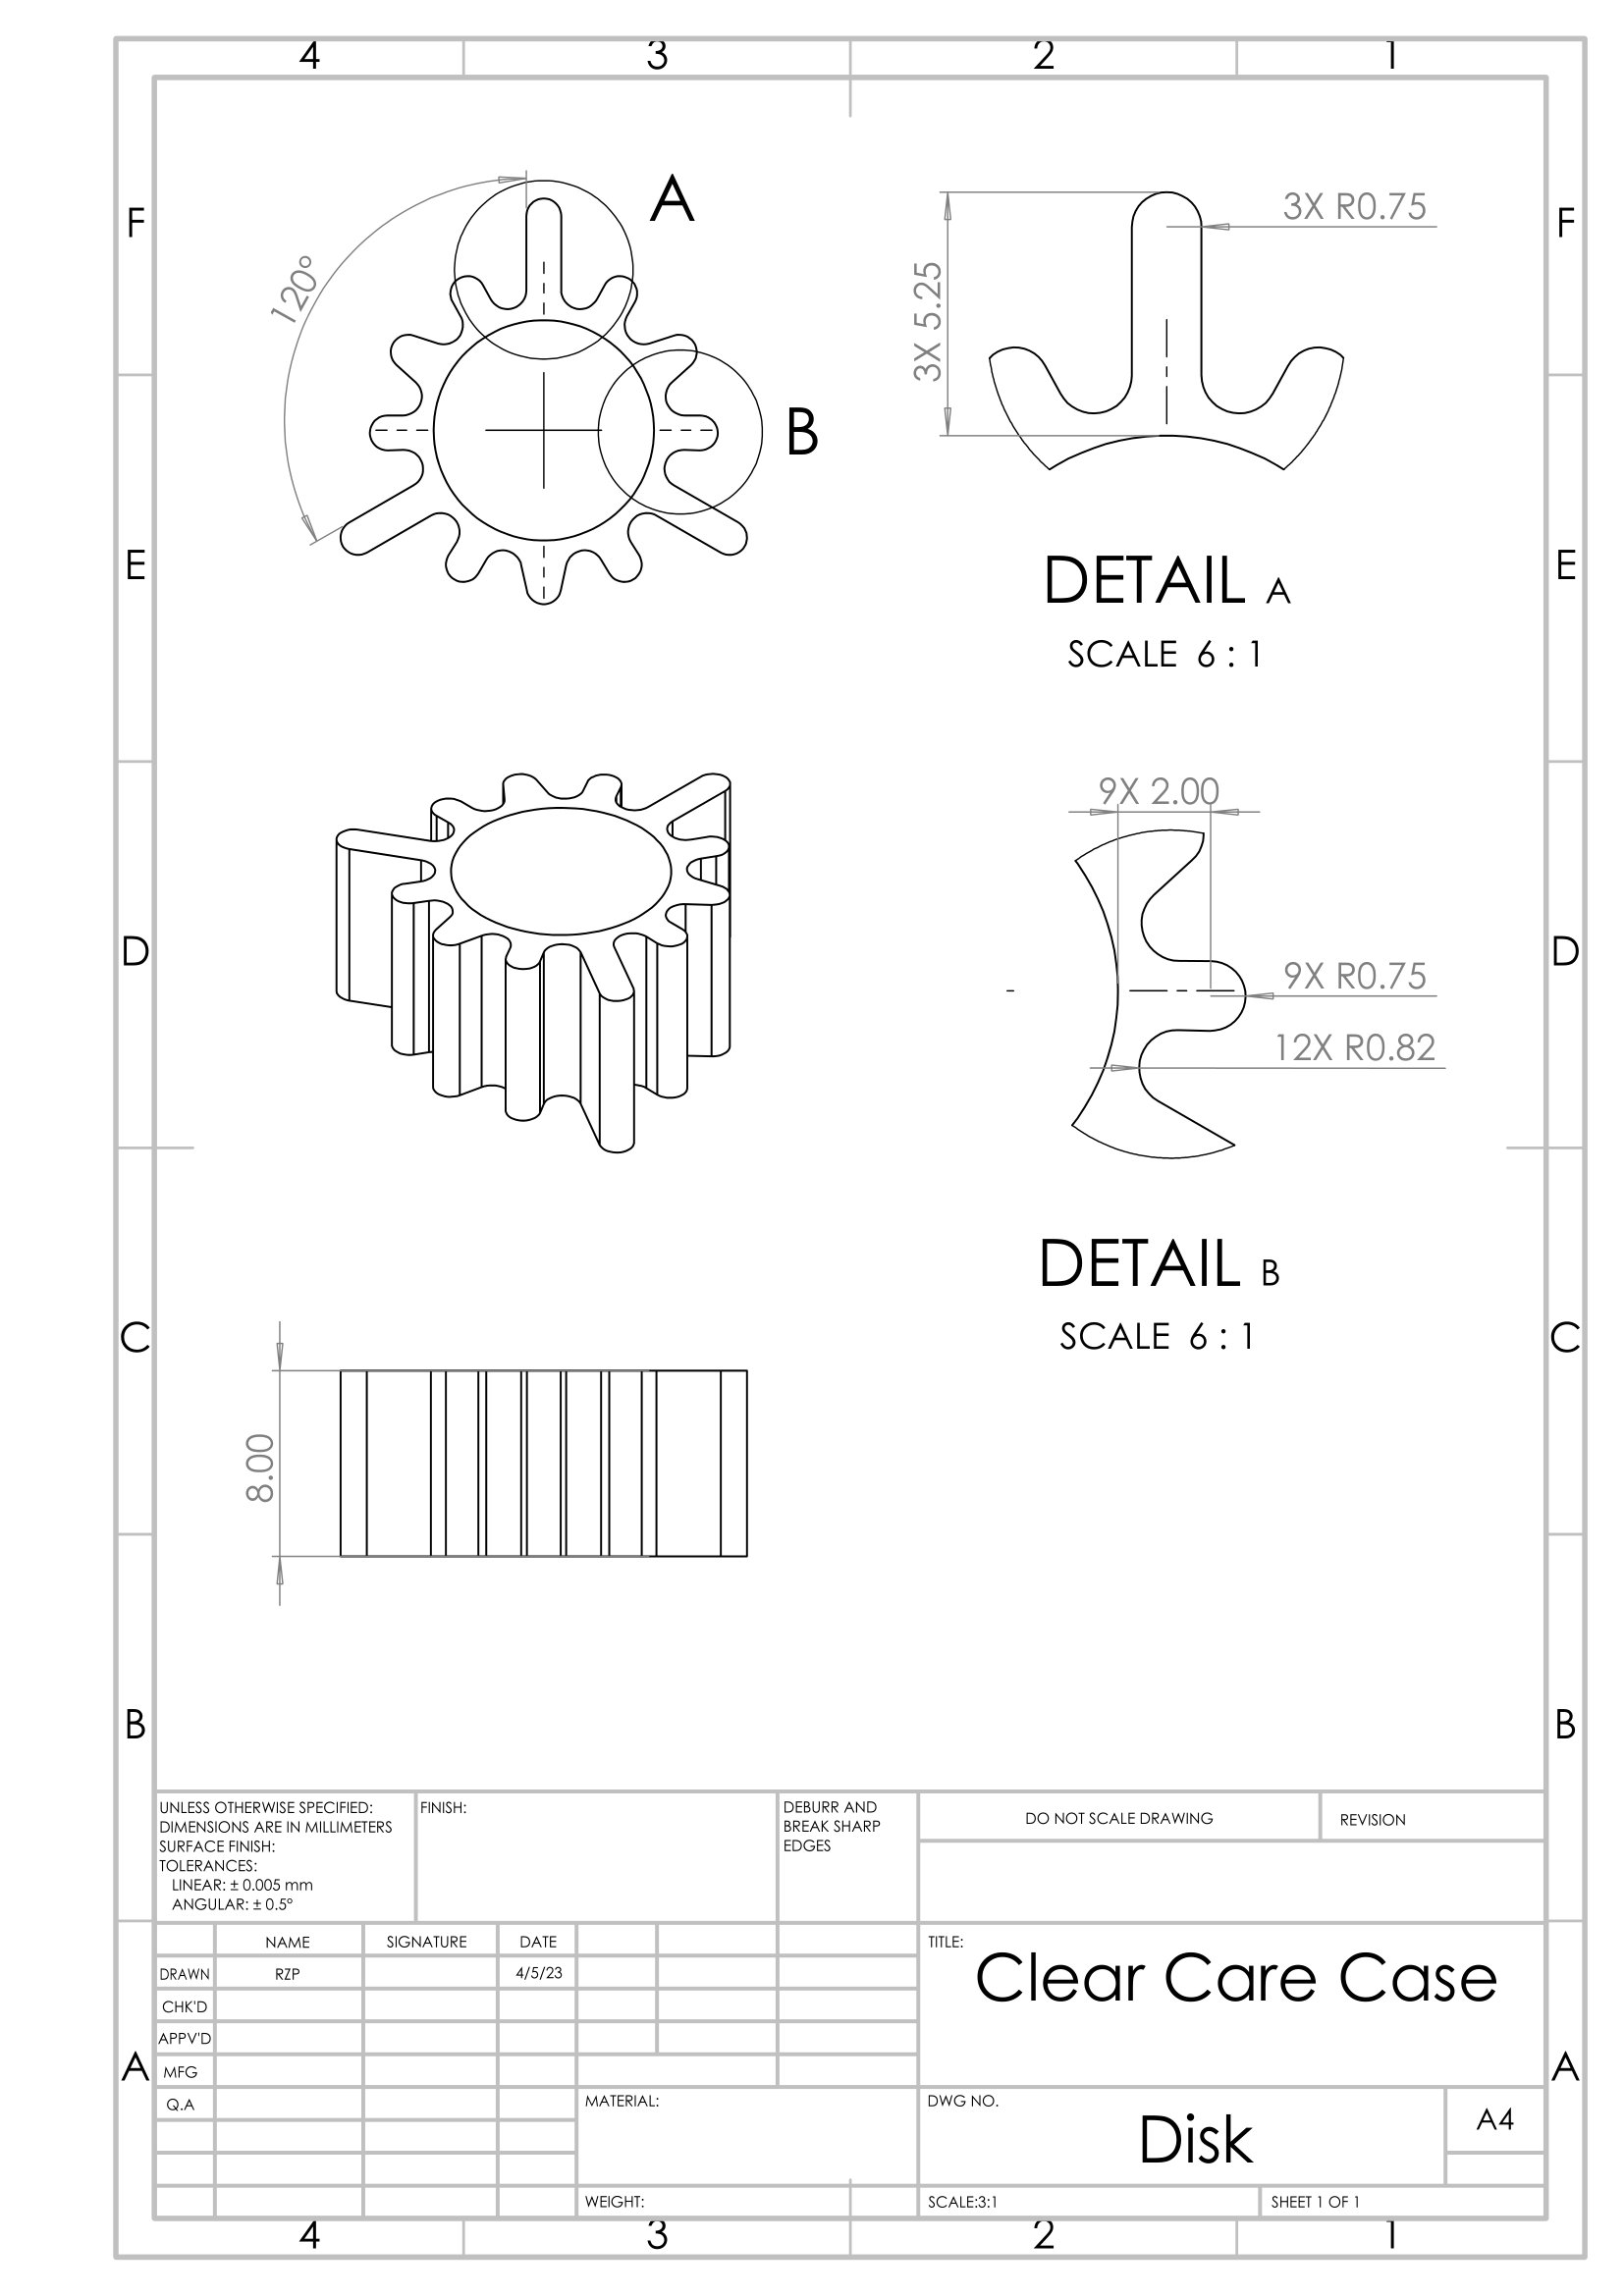 4 3 2 1
F F
E E
D D
C C
B B
A A
A
B
120°
3X R0.75
3X 5.25
DETAIL A
SCALE 6 : 1
9X 2.00
9X R0.75
12X R0.82
DETAIL B
SCALE 6 : 1
8.00
UNLESS OTHERWISE SPECIFIED:
DIMENSIONS ARE IN MILLIMETERS
SURFACE FINISH:
TOLERANCES:
LINEAR: ± 0.005 mm
ANGULAR: ± 0.5°
FINISH:
DEBURR AND
BREAK SHARP
EDGES
DO NOT SCALE DRAWING
REVISION
NAME SIGNATURE DATE
DRAWN RZP 4/5/23
CHK'D
APPV'D
MFG
Q.A
MATERIAL:
WEIGHT:
TITLE:
Clear Care Case
DWG NO.
Disk
A4
SCALE:3:1
SHEET 1 OF 1
4 3 2 1